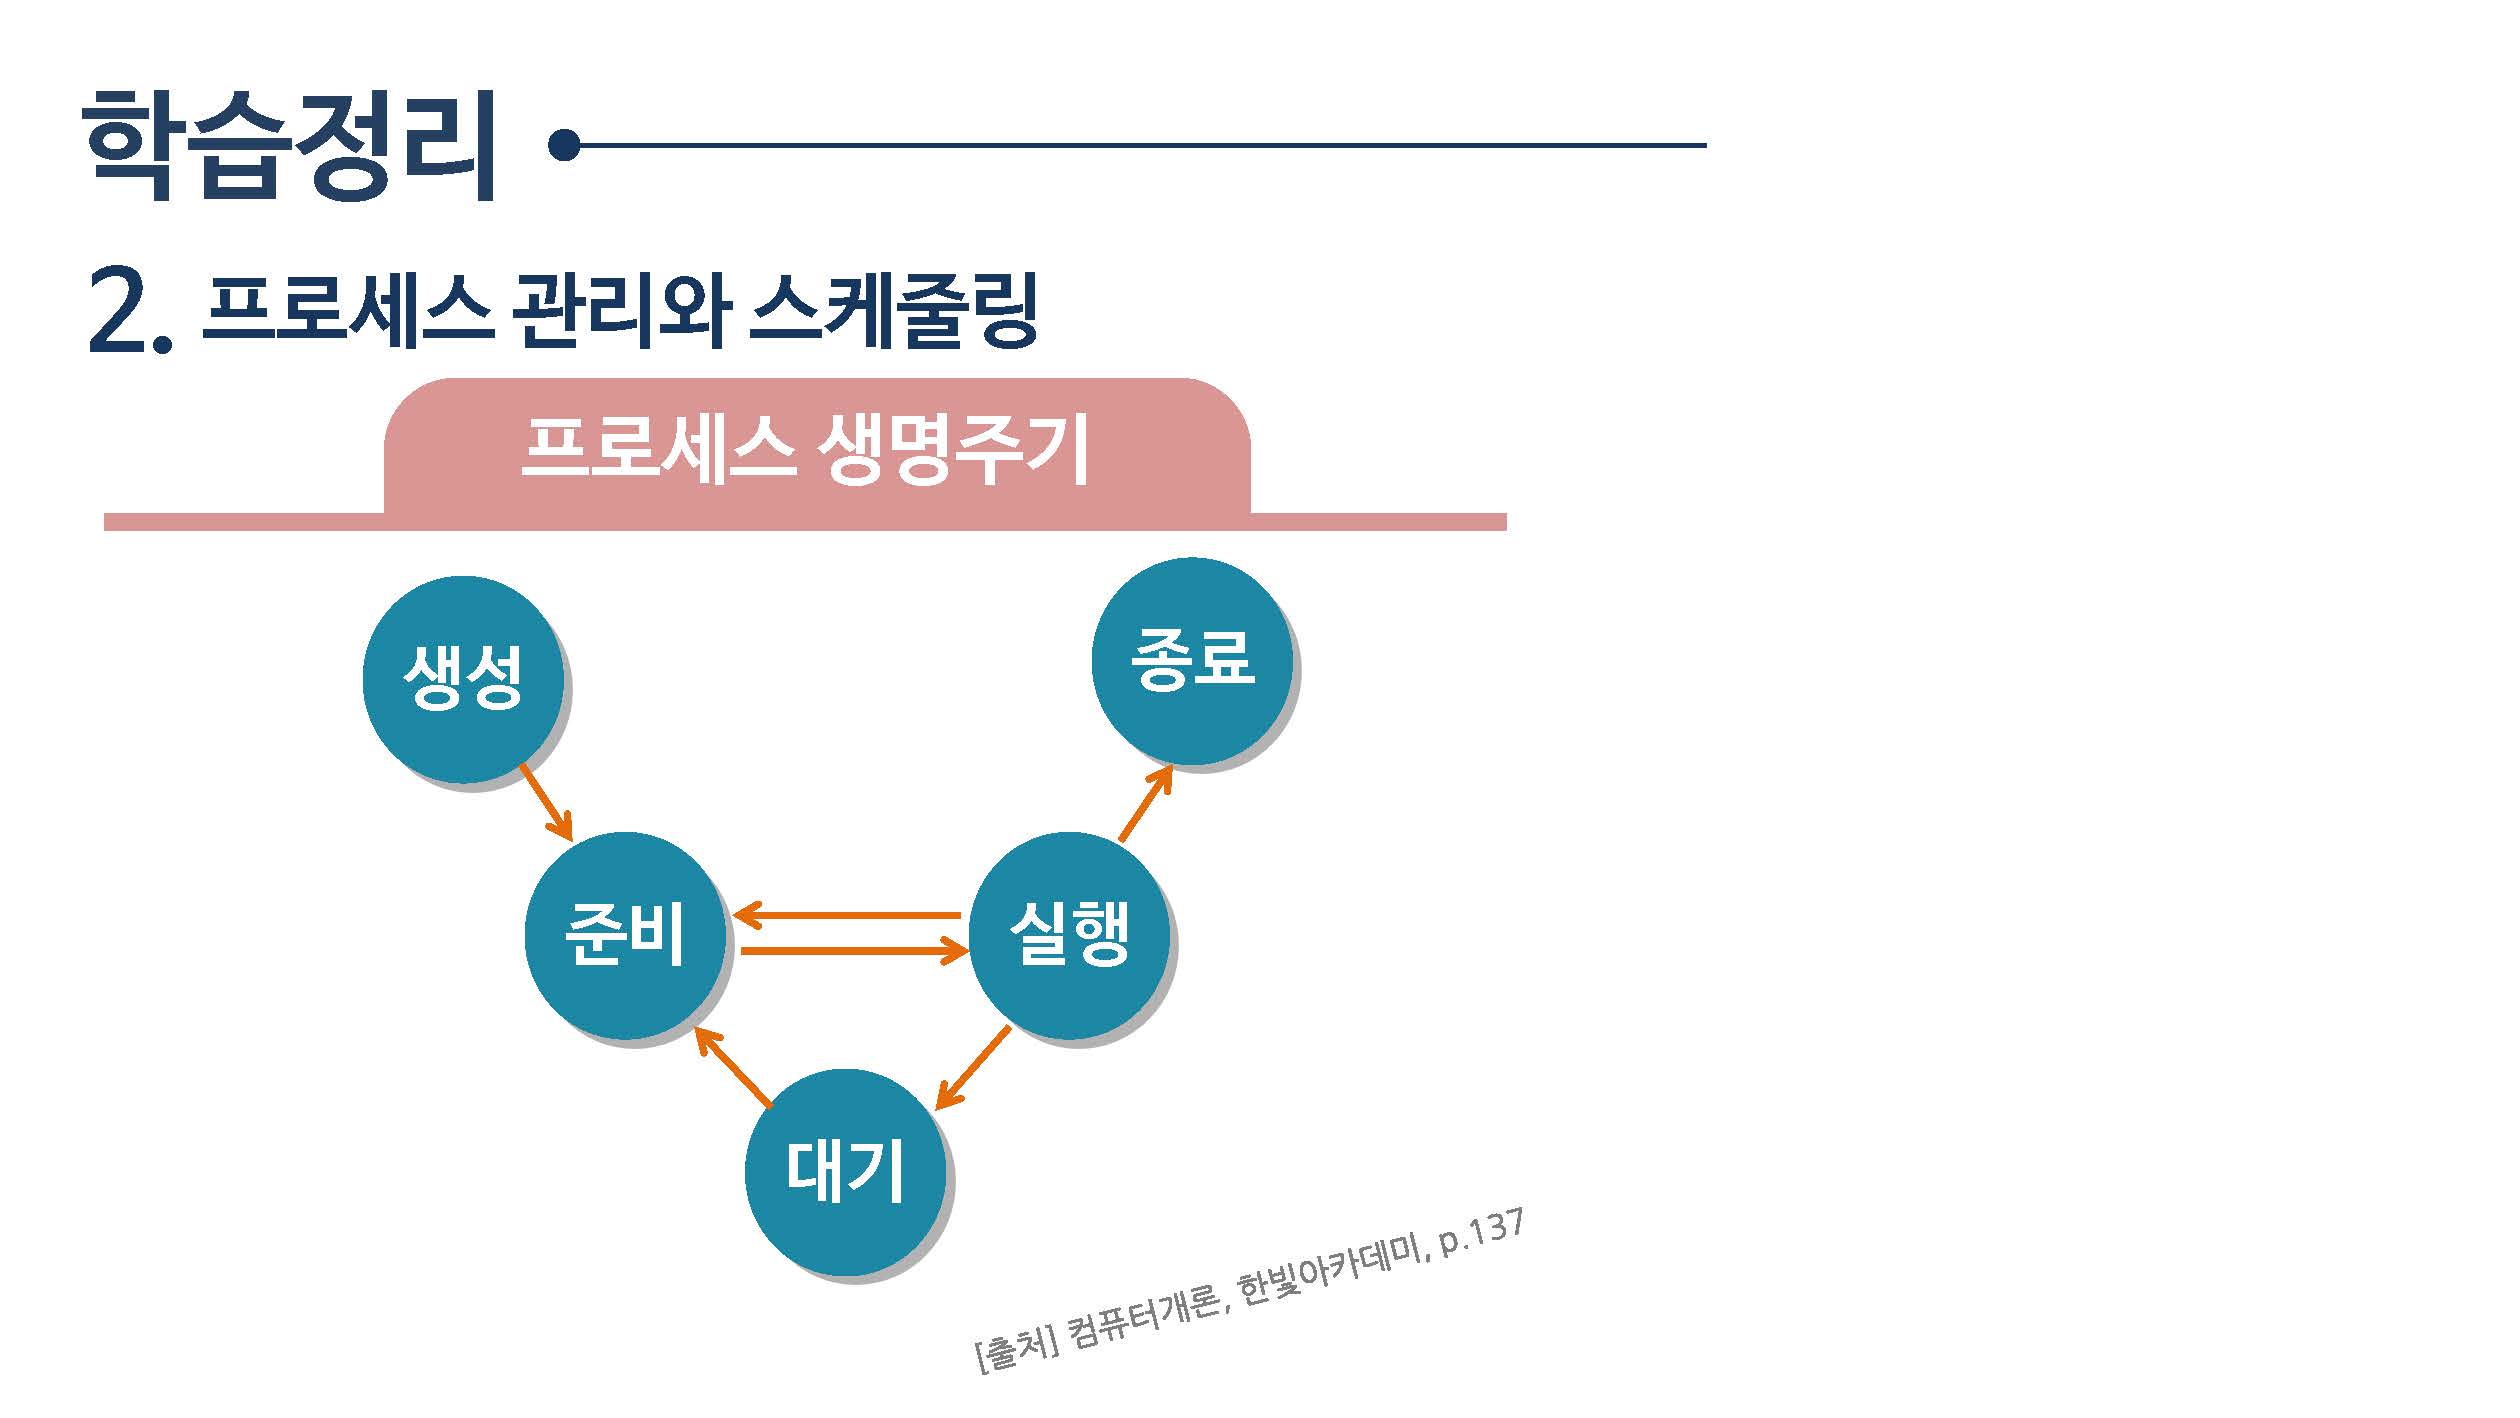 학습정리
2. 프로세스 관리와 스케줄링
프로세스 생명주기
생성
종료
준비
실행
대기
[출처] 컴퓨터개론, 한빛아카데미, p.137